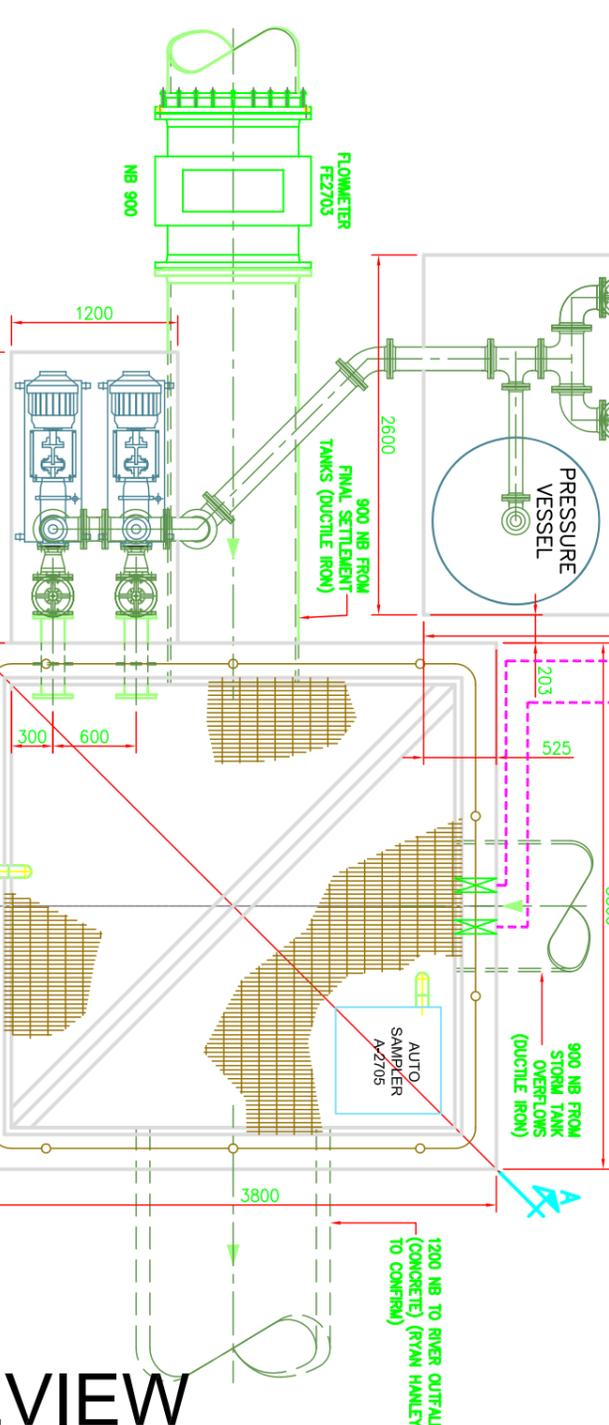 FLOWMETER
FE2703
NB 900
1200
2600
900 NB FROM
FINAL SETTLEMENT
TANKS (DUCTILE IRON)
PRESSURE
VESSEL
203
300
600
525
AUTO
SAMPLER
A-2705
900 NB FROM
STORM TANK
OVERFLOWS
(DUCTILE IRON)
A
3800
1200 NB TO RIVER OUTFALL
(CONCRETE) (RYAN HANLEY
TO CONFIRM)
VIEW